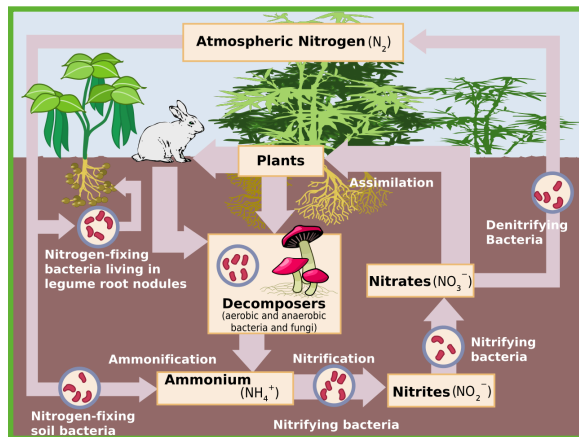 Atmospheric Nitrogen (N₂)
Plants
Assimilation
Denitrifying
Bacteria
Nitrogen-fixing
bacteria living in
legume root nodules
Decomposers
(aerobic and anaerobic
bacteria and fungi)
Nitrates (NO₃⁻)
Nitrifying
bacteria
Ammonification
Nitrification
Ammonium
(NH₄⁺)
Nitrites (NO₂⁻)
Nitrogen-fixing
soil bacteria
Nitrifying bacteria